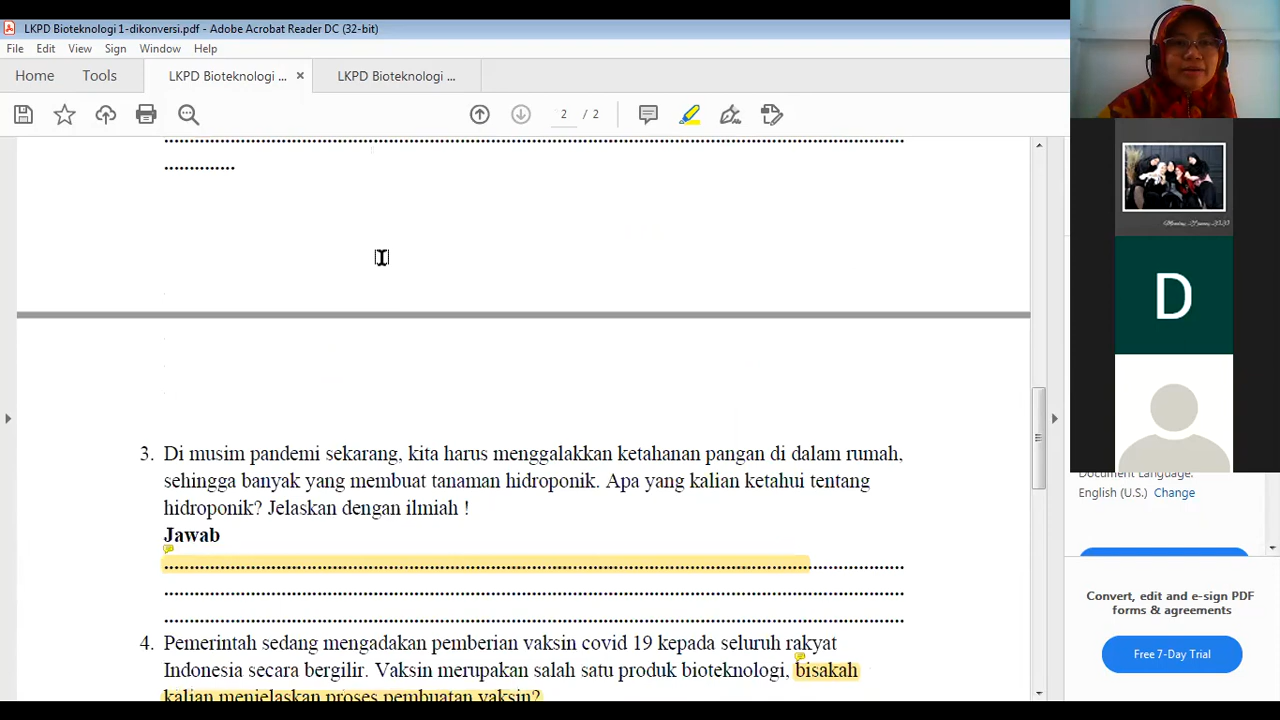 LKPD Bioteknologi 1-dikonversi.pdf - Adobe Acrobat Reader DC (32-bit)
File Edit View Sign Window Help
Home Tools LKPD Bioteknologi ... × LKPD Bioteknologi ...
2 / 2
................................................................................
..............
3. Di musim pandemi sekarang, kita harus menggalakkan ketahanan pangan di dalam rumah,
sehingga banyak yang membuat tanaman hidroponik. Apa yang kalian ketahui tentang
hidroponik? Jelaskan dengan ilmiah !
Jawab
................................................................................
................................................................................
................................................................................
4. Pemerintah sedang mengadakan pemberian vaksin covid 19 kepada seluruh rakyat
Indonesia secara bergilir. Vaksin merupakan salah satu produk bioteknologi, bisakah
kalian menjelaskan proses pembuatan vaksin?
D
Document Language:
English (U.S.) Change
Convert, edit and e-sign PDF
forms & agreements
Free 7-Day Trial